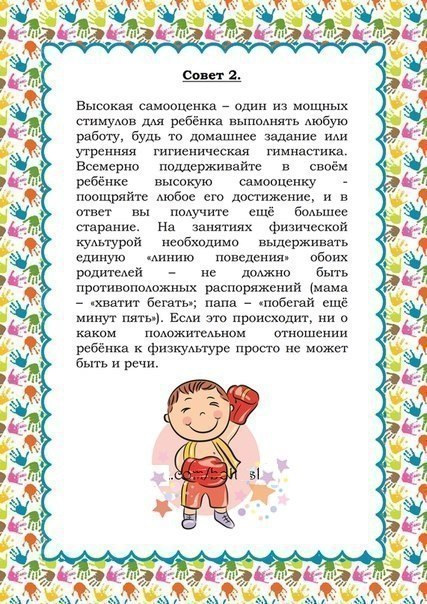 Совет 2.
Высокая самооценка – один из мощных
стимулов для ребёнка выполнять любую
работу, будь то домашнее задание или
утренняя гигиеническая гимнастика.
Всемерно поддерживайте в своём
ребёнке высокую самооценку -
поощряйте любое его достижение, и в
ответ вы получите ещё большее
старание. На занятиях физической
культурой необходимо выдерживать
единую «линию поведения» обоих
родителей – не должно быть
противоположных распоряжений (мама
– «хватит бегать»; папа – «побегай ещё
минут пять»). Если это происходит, ни о
каком положительном отношении
ребёнка к физкультуре просто не может
быть и речи.